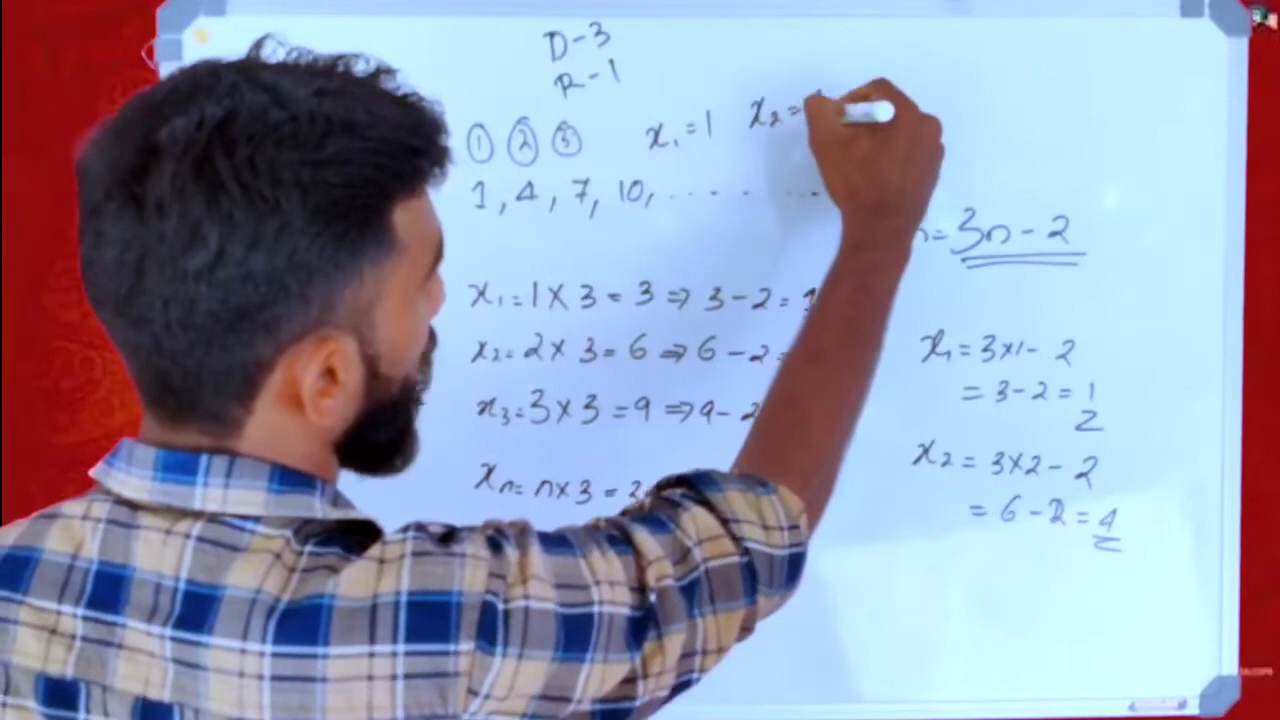 D-3
R-1
① ② ③
x₁=1 x₂=
1, 4, 7, 10, . . . . . .
n=3n-2
x₁=1×3=3⇒3-2=1
x₂=2×3=6⇒6-2=
x₃=3×3=9⇒9-2
xₙ=n×3=3
x₁=3×1-2
=3-2=1
x₂=3×2-2
=6-2=4